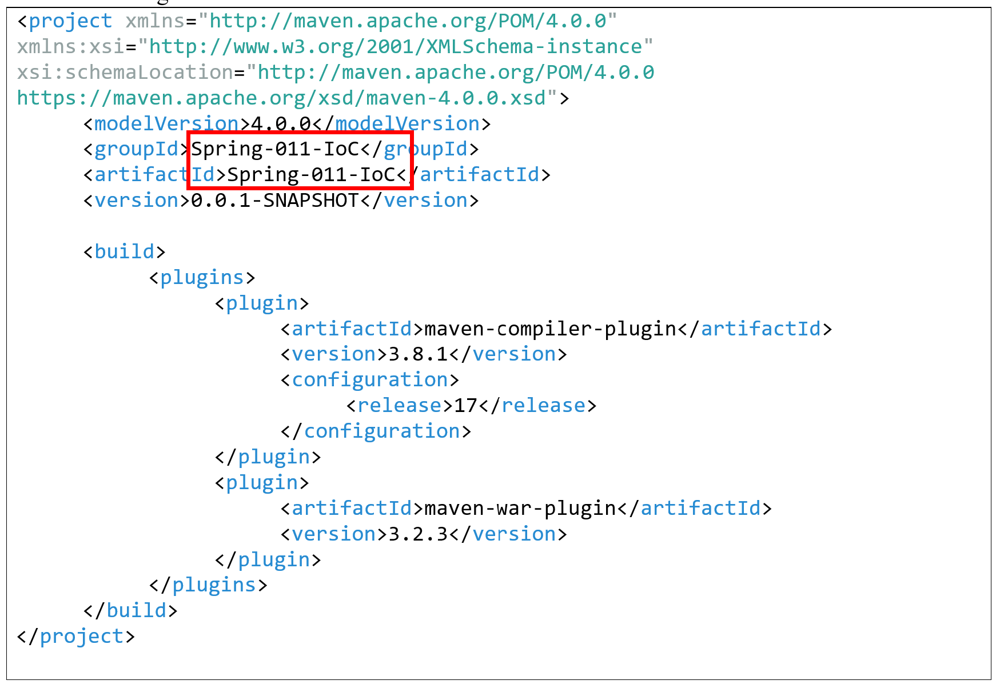 <project xmlns="http://maven.apache.org/POM/4.0.0"
xmlns:xsi="http://www.w3.org/2001/XMLSchema-instance"
xsi:schemaLocation="http://maven.apache.org/POM/4.0.0
https://maven.apache.org/xsd/maven-4.0.0.xsd">
<modelVersion>4.0.0</modelVersion>
<groupId>Spring-011-IoC</groupId>
<artifactId>Spring-011-IoC</artifactId>
<version>0.0.1-SNAPSHOT</version>
<build>
<plugins>
<plugin>
<artifactId>maven-compiler-plugin</artifactId>
<version>3.8.1</version>
<configuration>
<release>17</release>
</configuration>
</plugin>
<plugin>
<artifactId>maven-war-plugin</artifactId>
<version>3.2.3</version>
</plugin>
</plugins>
</build>
</project>